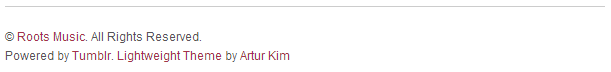 © Roots Music. All Rights Reserved.
Powered by Tumblr. Lightweight Theme by Artur Kim